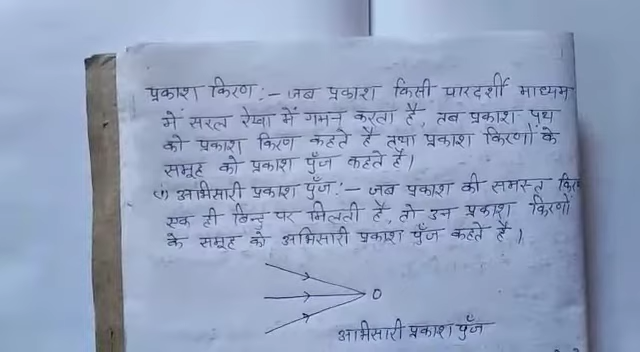 प्रकाश किरण :- जब प्रकाश किसी पारदर्शी माध्यम
में सरल रेखा में गमन करता है, तब प्रकाश पथ
को प्रकाश किरण कहते है तथा प्रकाश किरणों के
समूह को प्रकाश पुँज कहते है।
(i) अभिसारी प्रकाश पुँज :- जब प्रकाश की समस्त
एक ही बिन्दु पर मिलती है, तो उन प्रकाश किरणों
के समूह को अभिसारी प्रकाश पुँज कहते है।
O
अभिसारी प्रकाश पुँज